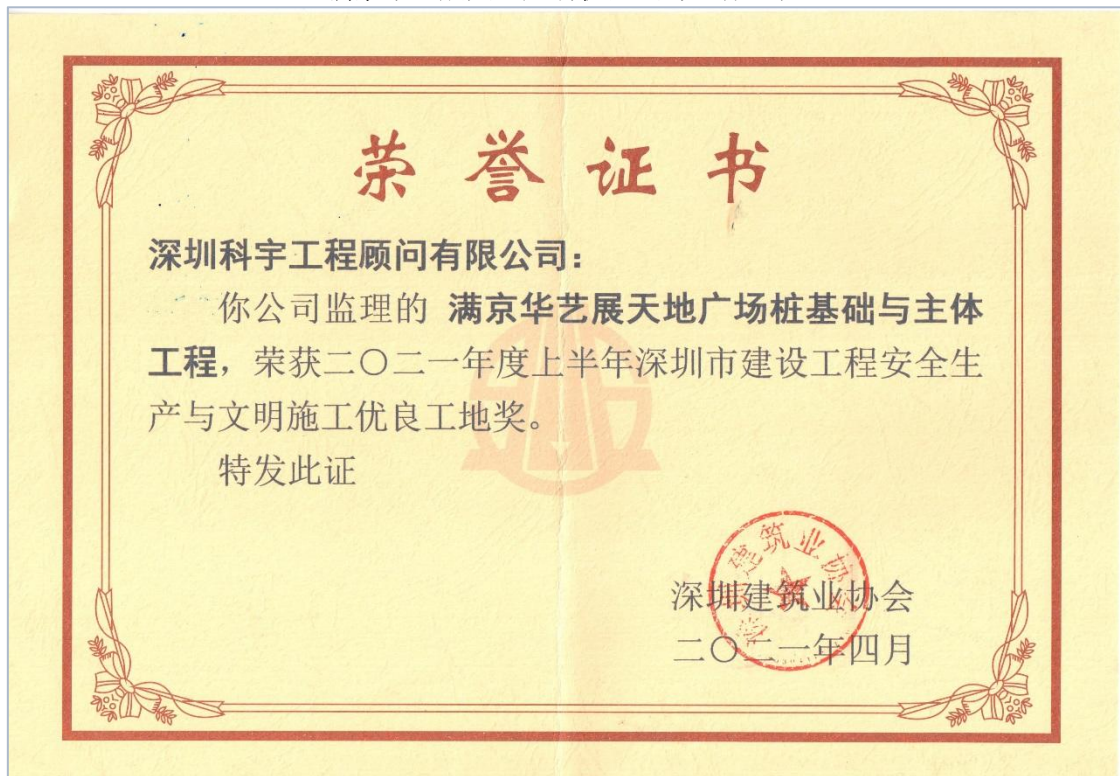 荣誉证书
深圳科宇工程顾问有限公司：
你公司监理的 满京华艺展天地广场桩基础与主体
工程，荣获二〇二一年度上半年深圳市建设工程安全生
产与文明施工优良工地奖。
特发此证
深圳建筑业协会
二〇二一年四月